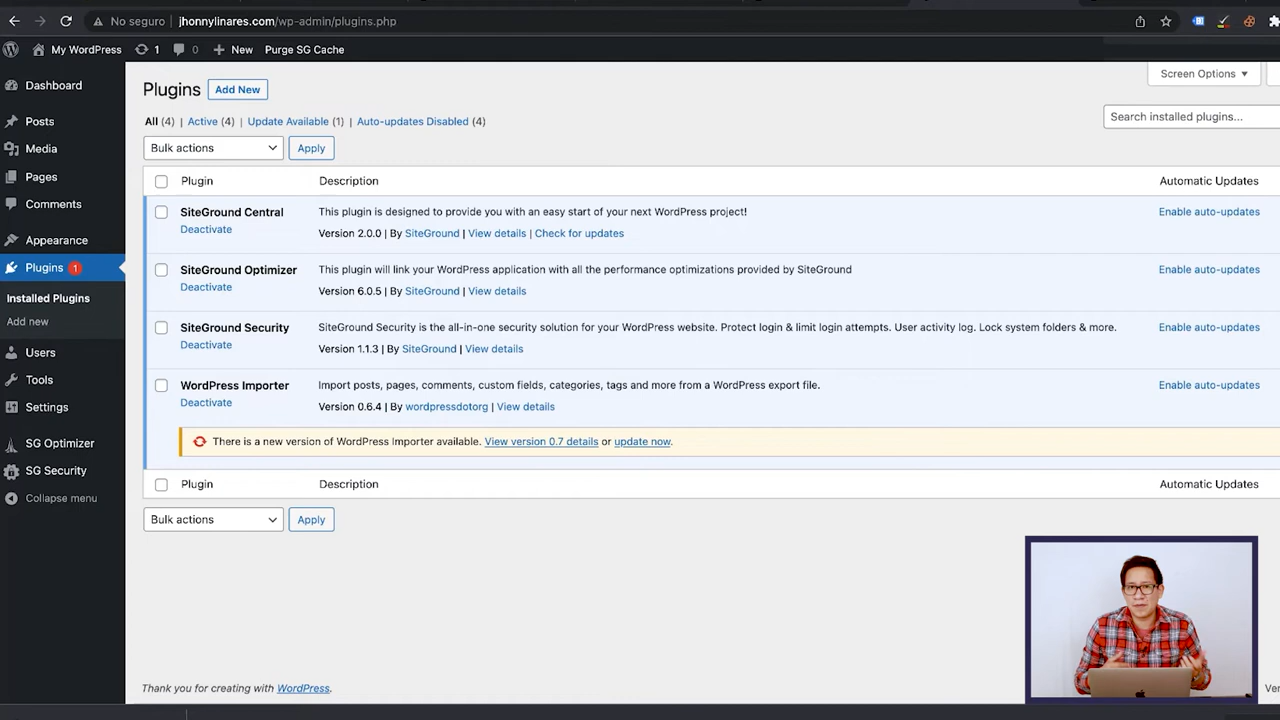 No seguro jhonnylinares.com/wp-admin/plugins.php
My WordPress 1 0 New Purge SG Cache
Dashboard
Posts
Media
Pages
Comments
Appearance
Plugins 1
Installed Plugins
Add new
Users
Tools
Settings
SG Optimizer
SG Security
Collapse menu
Screen Options
Plugins Add New
All (4) | Active (4) | Update Available (1) | Auto-updates Disabled (4)
Search installed plugins...
Bulk actions Apply
Plugin Description Automatic Updates
SiteGround Central This plugin is designed to provide you with an easy start of your next WordPress project! Enable auto-updates
Deactivate Version 2.0.0 | By SiteGround | View details | Check for updates
SiteGround Optimizer This plugin will link your WordPress application with all the performance optimizations provided by SiteGround Enable auto-updates
Deactivate Version 6.0.5 | By SiteGround | View details
SiteGround Security SiteGround Security is the all-in-one security solution for your WordPress website. Protect login & limit login attempts. User activity log. Lock system folders & more. Enable auto-updates
Deactivate Version 1.1.3 | By SiteGround | View details
WordPress Importer Import posts, pages, comments, custom fields, categories, tags and more from a WordPress export file. Enable auto-updates
Deactivate Version 0.6.4 | By wordpressdotorg | View details
There is a new version of WordPress Importer available. View version 0.7 details or update now.
Plugin Description Automatic Updates
Bulk actions Apply
Thank you for creating with WordPress.